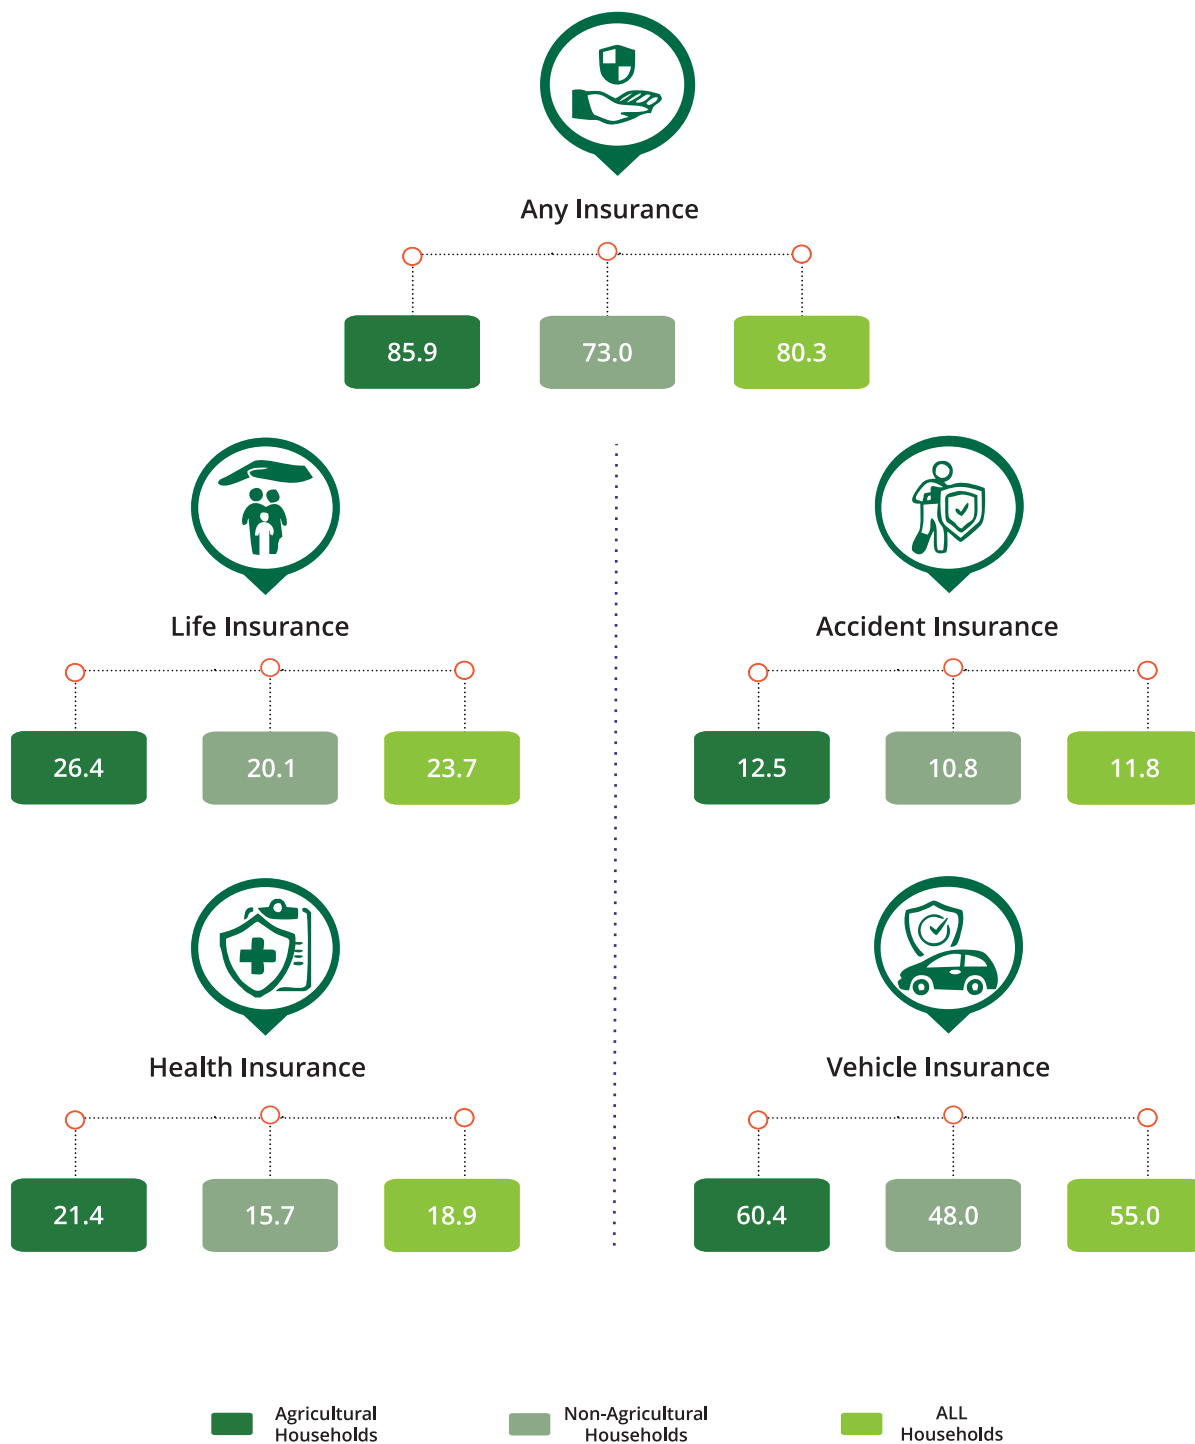 Any Insurance
85.9 73.0 80.3
Life Insurance
26.4 20.1 23.7
Accident Insurance
12.5 10.8 11.8
Health Insurance
21.4 15.7 18.9
Vehicle Insurance
60.4 48.0 55.0
Agricultural
Households
Non-Agricultural
Households
ALL
Households